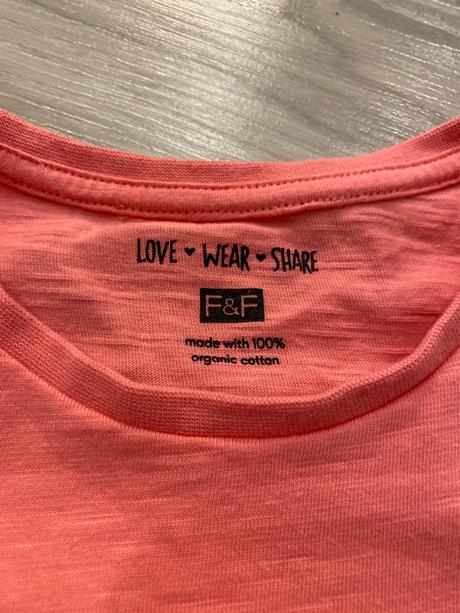 LOVE ♥ WEAR ♥ SHARE
F&F
made with 100%
organic cotton